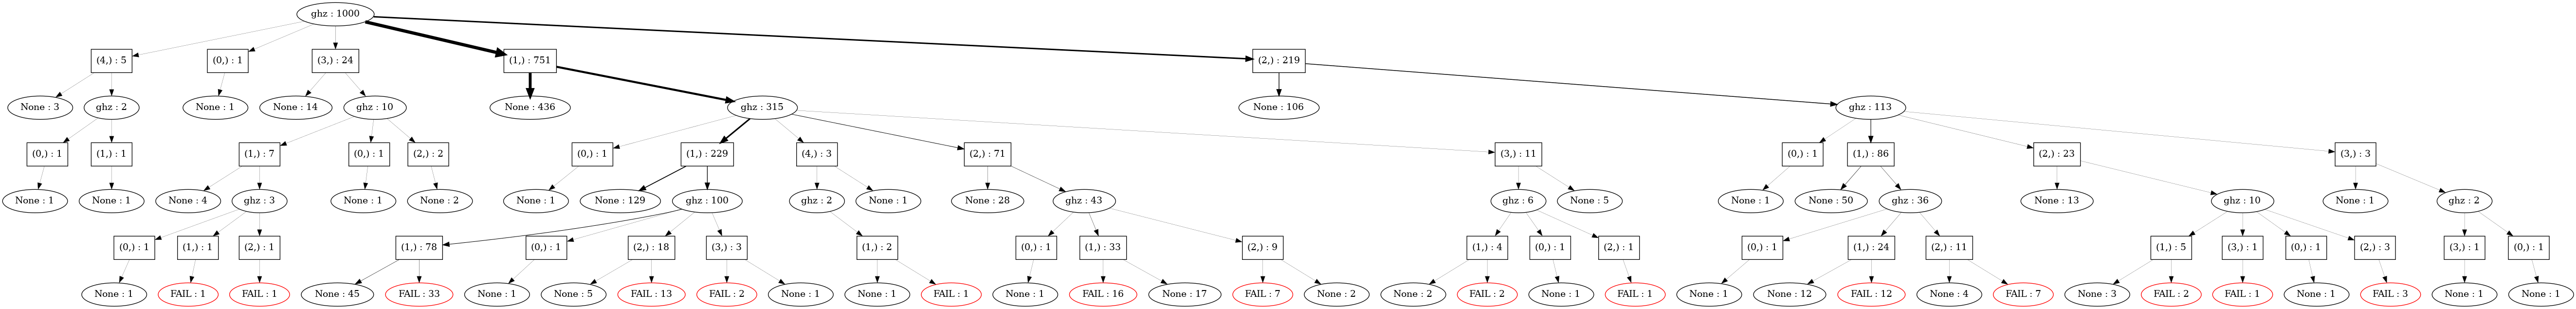 ghz : 1000
(4,) : 5
(0,) : 1
(3,) : 24
(1,) : 751
(2,) : 219
None : 3
ghz : 2
None : 1
None : 14
ghz : 10
None : 436
ghz : 315
None : 106
ghz : 113
(0,) : 1
(1,) : 1
(1,) : 7
(0,) : 1
(2,) : 2
(0,) : 1
(1,) : 229
(4,) : 3
(2,) : 71
(3,) : 11
(0,) : 1
(1,) : 86
(2,) : 23
(3,) : 3
None : 1
None : 1
None : 4
ghz : 3
None : 1
None : 2
None : 1
None : 129
ghz : 100
ghz : 2
None : 1
None : 28
ghz : 43
ghz : 6
None : 5
None : 1
None : 50
ghz : 36
None : 13
ghz : 10
None : 1
ghz : 2
(0,) : 1
(1,) : 1
(2,) : 1
(1,) : 78
(0,) : 1
(2,) : 18
(3,) : 3
(1,) : 2
(0,) : 1
(1,) : 33
(2,) : 9
(1,) : 4
(0,) : 1
(2,) : 1
(0,) : 1
(1,) : 24
(2,) : 11
(1,) : 5
(3,) : 1
(0,) : 1
(2,) : 3
(3,) : 1
(0,) : 1
None : 1
FAIL : 1
FAIL : 1
None : 45
FAIL : 33
None : 1
None : 5
FAIL : 13
FAIL : 2
None : 1
None : 1
FAIL : 1
None : 1
FAIL : 16
None : 17
FAIL : 7
None : 2
None : 2
FAIL : 2
None : 1
FAIL : 1
None : 1
None : 12
FAIL : 12
None : 4
FAIL : 7
None : 3
FAIL : 2
FAIL : 1
None : 1
FAIL : 3
None : 1
None : 1